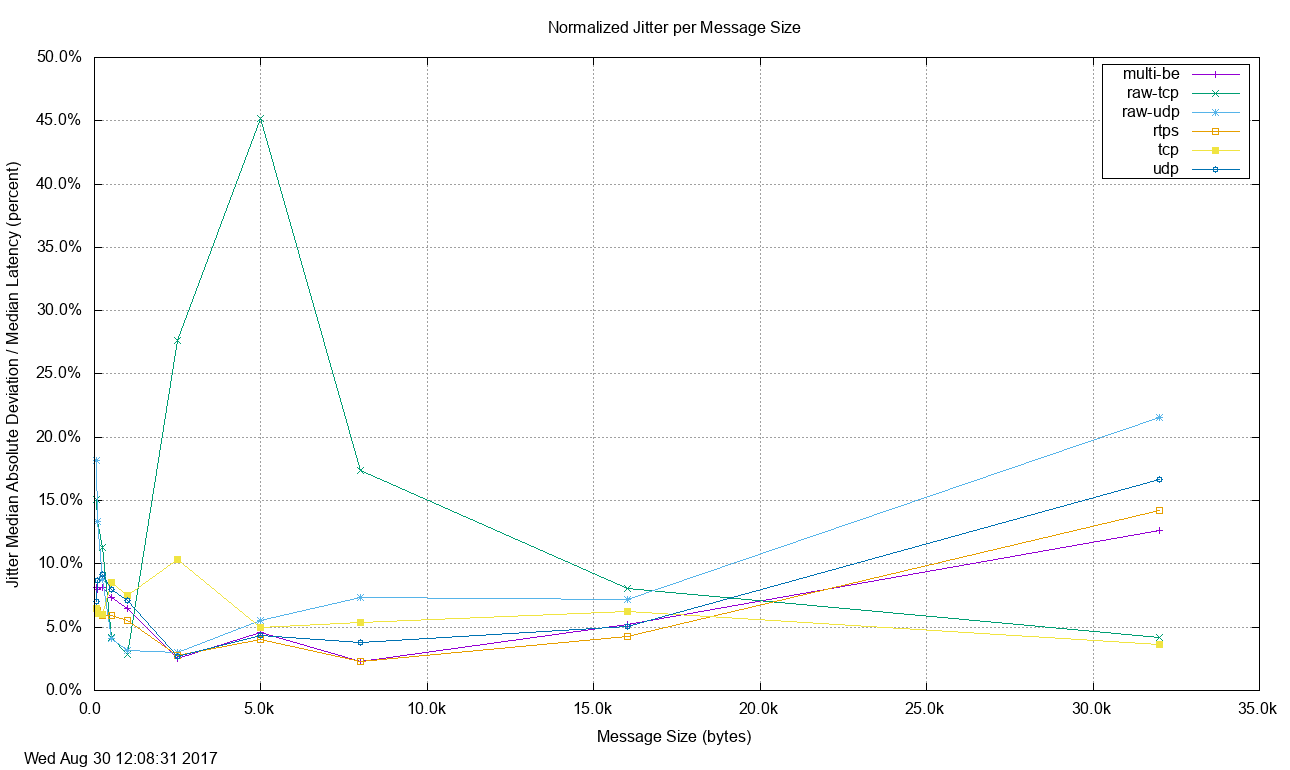 Normalized Jitter per Message Size
50.0%
45.0%
40.0%
35.0%
30.0%
25.0%
20.0%
15.0%
10.0%
5.0%
0.0%
Jitter Median Absolute Deviation / Median Latency (percent)
multi-be
raw-tcp
raw-udp
rtps
tcp
udp
0.0 5.0k 10.0k 15.0k 20.0k 25.0k 30.0k 35.0k
Message Size (bytes)
Wed Aug 30 12:08:31 2017